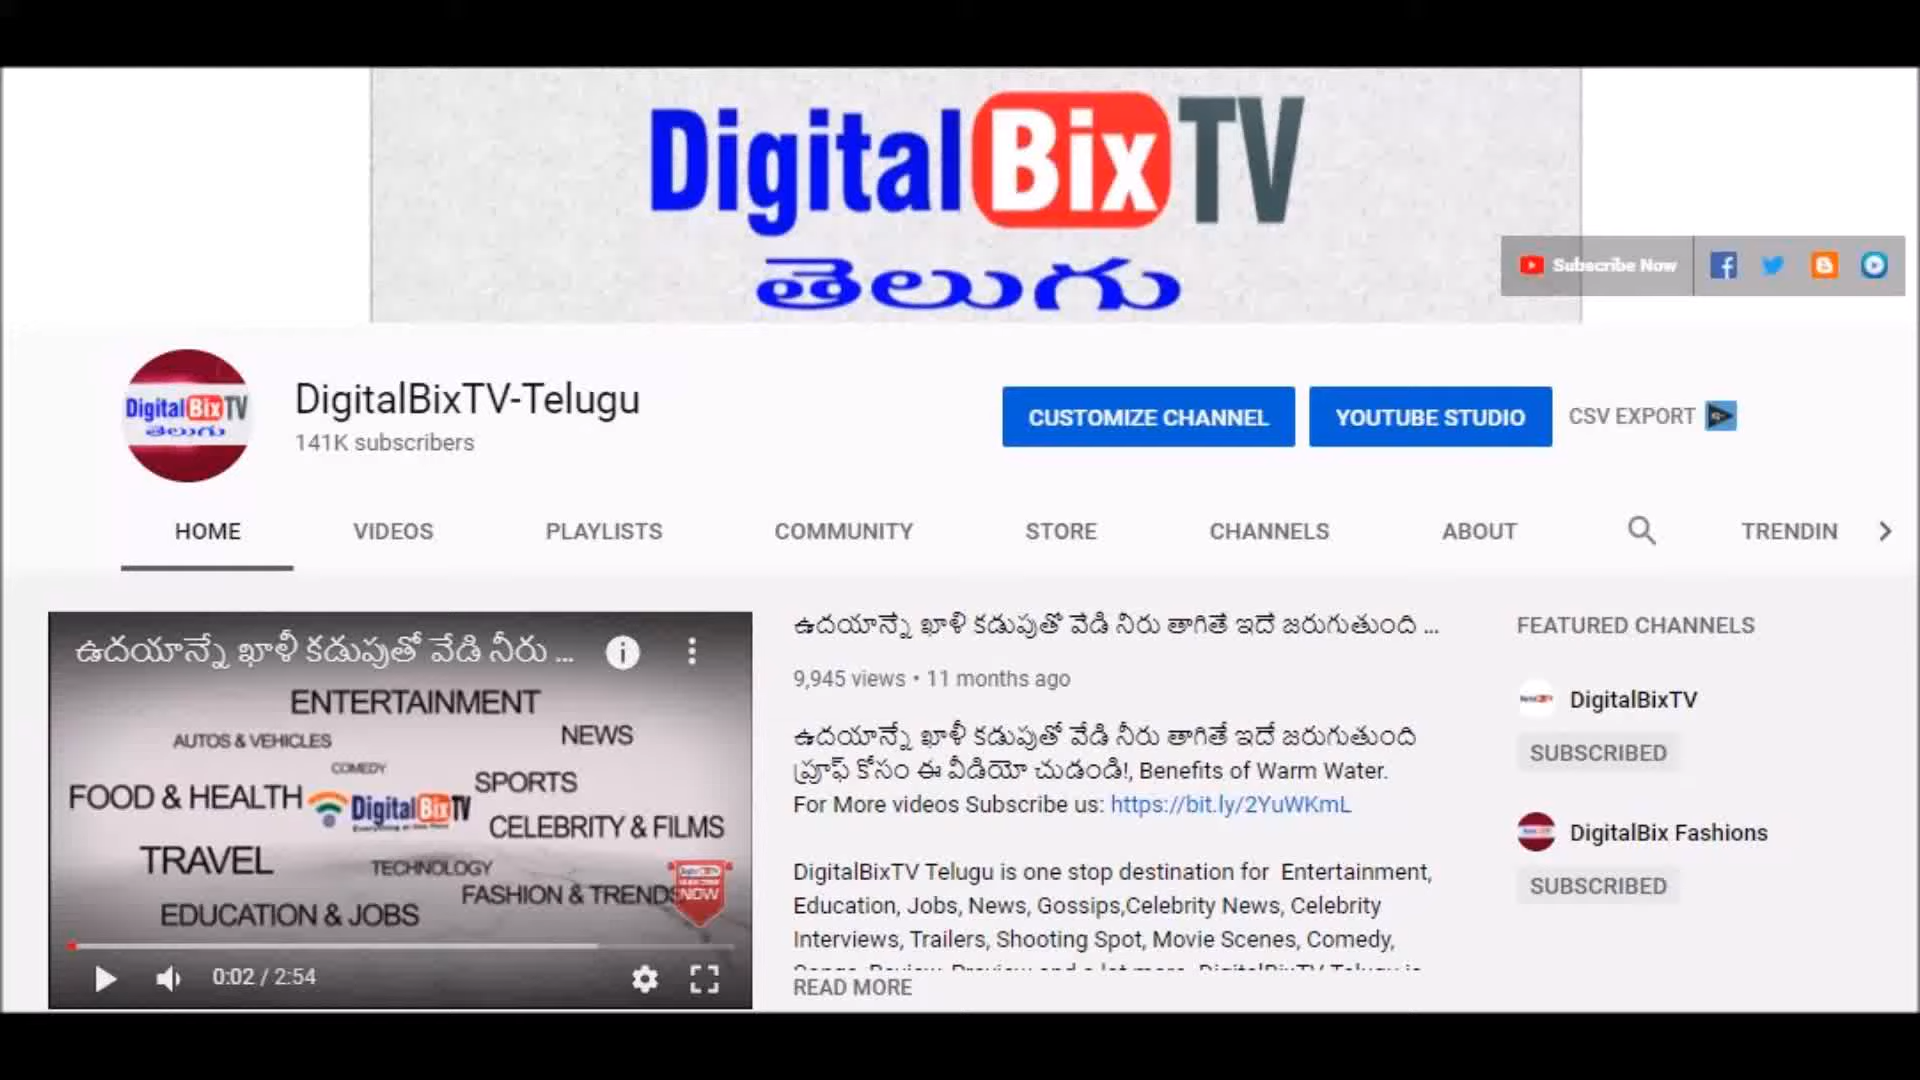 DigitalBixTV
తెలుగు
Subscribe Now
DigitalBixTV
తెలుగు
DigitalBixTV-Telugu
141K subscribers
CUSTOMIZE CHANNEL
YOUTUBE STUDIO
CSV EXPORT
HOME
VIDEOS
PLAYLISTS
COMMUNITY
STORE
CHANNELS
ABOUT
TRENDIN
ఉదయాన్నే ఖాళీ కడుపుతో వేడి నీరు ...
ENTERTAINMENT
AUTOS & VEHICLES
NEWS
COMEDY
SPORTS
FOOD & HEALTH
DigitalBixTV
CELEBRITY & FILMS
TRAVEL
TECHNOLOGY
FASHION & TRENDS
NOW
EDUCATION & JOBS
0:02 / 2:54
ఉదయాన్నే ఖాళీ కడుపుతో వేడి నీరు తాగితే ఇదే జరుగుతుంది ...
9,945 views • 11 months ago
ఉదయాన్నే ఖాళీ కడుపుతో వేడి నీరు తాగితే ఇదే జరుగుతుంది
ప్రూఫ్ కోసం ఈ వీడియో చుడండి!, Benefits of Warm Water.
For More videos Subscribe us: https://bit.ly/2YuWKmL
DigitalBixTV Telugu is one stop destination for Entertainment,
Education, Jobs, News, Gossips,Celebrity News, Celebrity
Interviews, Trailers, Shooting Spot, Movie Scenes, Comedy,
READ MORE
FEATURED CHANNELS
DigitalBixTV
SUBSCRIBED
DigitalBix Fashions
SUBSCRIBED